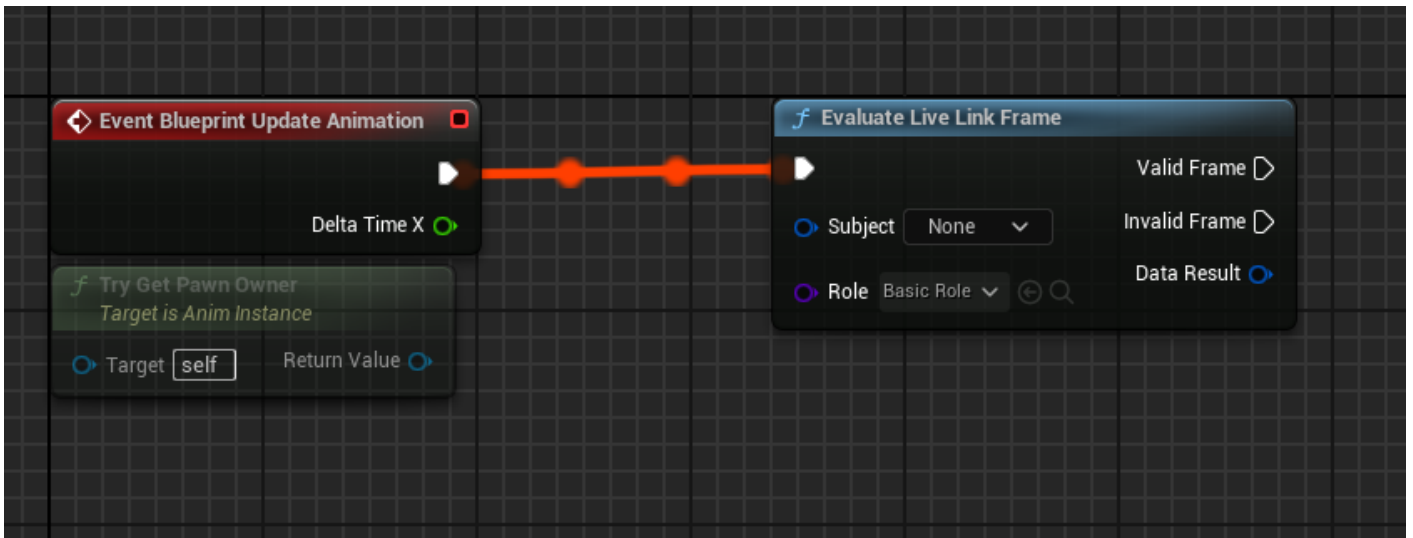 Event Blueprint Update Animation
Delta Time X
Try Get Pawn Owner
Target is Anim Instance
Target self
Return Value
Evaluate Live Link Frame
Valid Frame
Subject None
Invalid Frame
Role Basic Role
Data Result